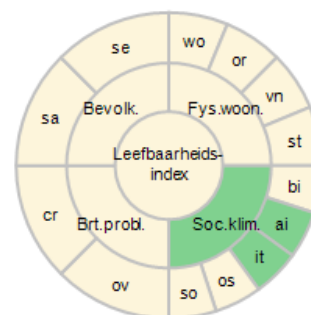 wo
se
or
vn
Bevolk.
Fys.woon.
sa
st
Leefbaarheids-
index
bi
cr
Brt.probl.
Soc.klim.
ai
it
os
so
ov